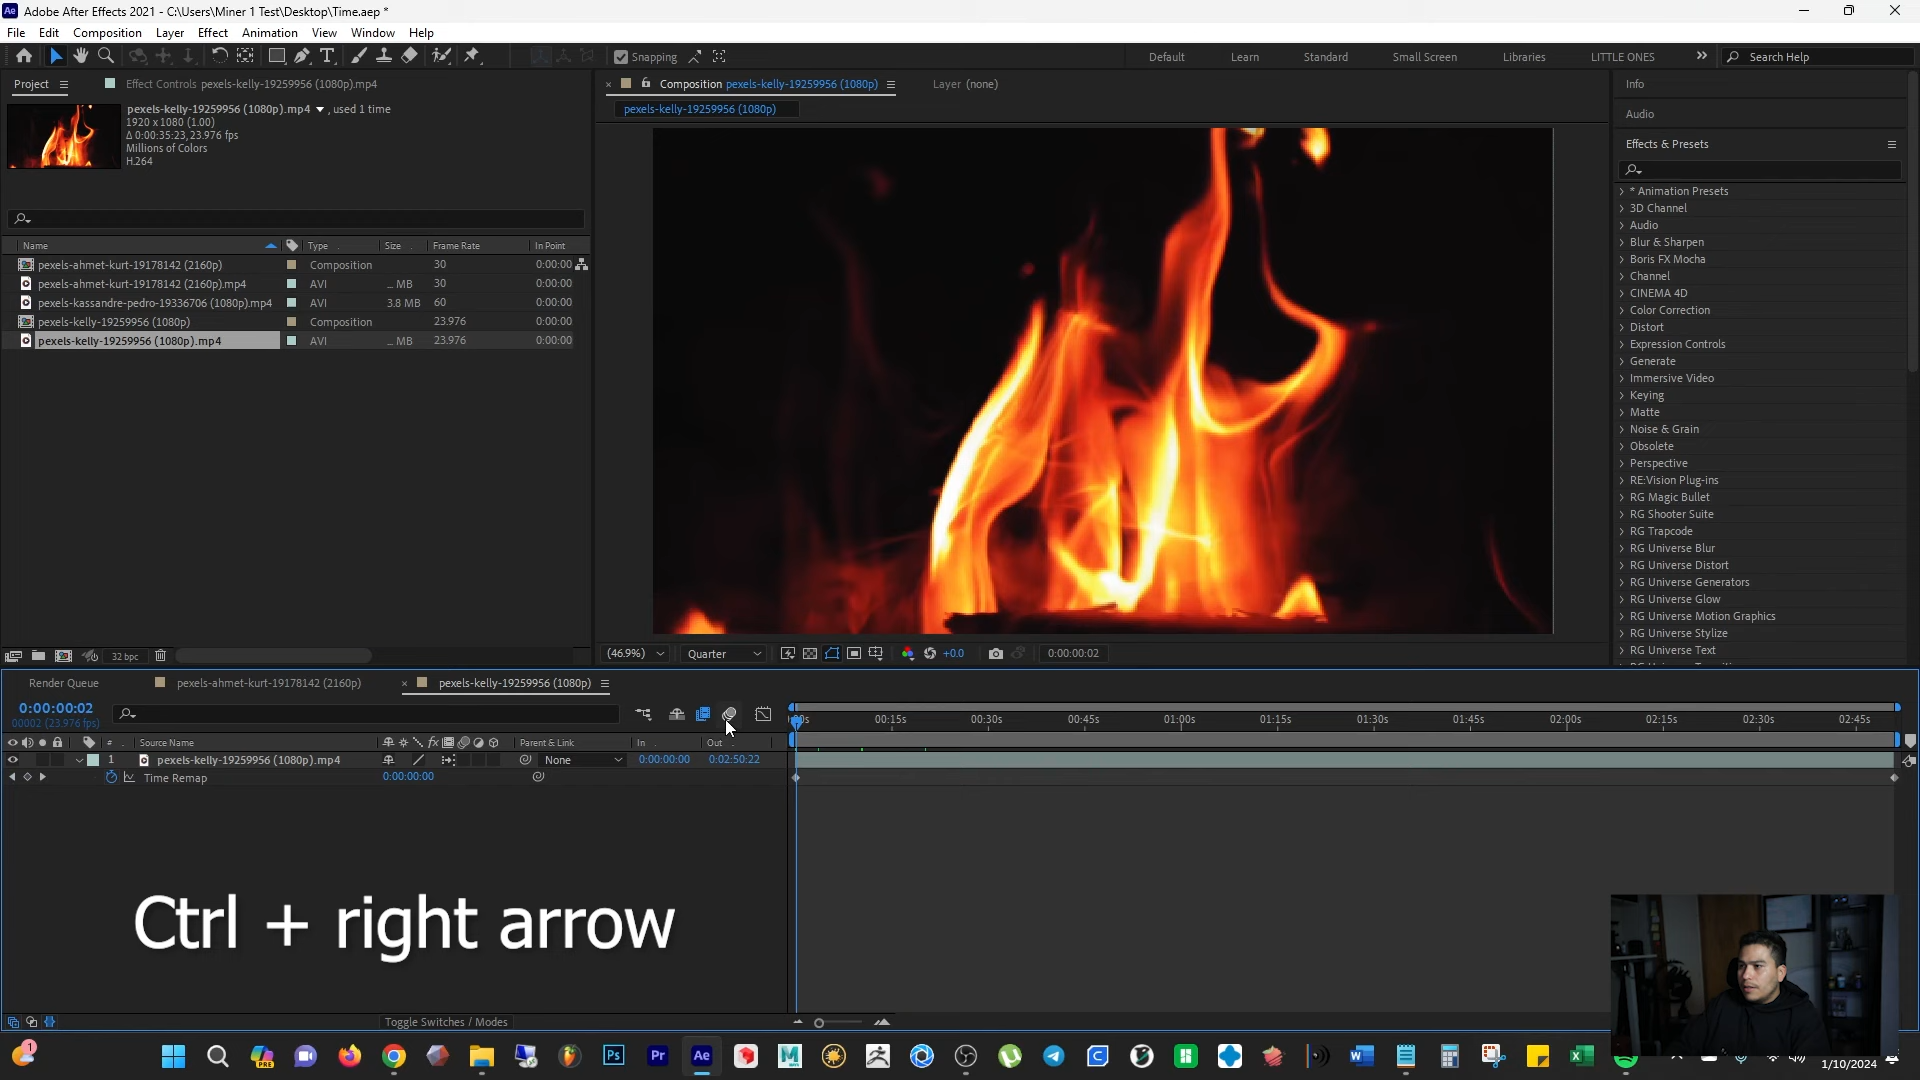 Adobe After Effects 2021 - C:\Users\Miner 1 Test\Desktop\Time.aep *
File Edit Composition Layer Effect Animation View Window Help
Snapping
Default Learn Standard Small Screen Libraries LITTLE ONES Search Help
Project
Effect Controls pexels-kelly-19259956 (1080p).mp4
pexels-kelly-19259956 (1080p).mp4 , used 1 time
1920 x 1080 (1.00)
Δ 0:00:35:23, 23.976 fps
Millions of Colors
H.264
Name Type Size Frame Rate In Point
pexels-ahmet-kurt-19178142 (2160p) Composition 30 0:00:00
pexels-ahmet-kurt-19178142 (2160p).mp4 AVI ... MB 30 0:00:00
pexels-kassandre-pedro-19336706 (1080p).mp4 AVI 3.8 MB 60 0:00:00
pexels-kelly-19259956 (1080p) Composition 23.976 0:00:00
pexels-kelly-19259956 (1080p).mp4 AVI ... MB 23.976 0:00:00
32 bpc
Composition pexels-kelly-19259956 (1080p)
Layer (none)
pexels-kelly-19259956 (1080p)
(46.9%) Quarter +0.0 0:00:00:02
Info
Audio
Effects & Presets
* Animation Presets
3D Channel
Audio
Blur & Sharpen
Boris FX Mocha
Channel
CINEMA 4D
Color Correction
Distort
Expression Controls
Generate
Immersive Video
Keying
Matte
Noise & Grain
Obsolete
Perspective
RE:Vision Plug-ins
RG Magic Bullet
RG Shooter Suite
RG Trapcode
RG Universe Blur
RG Universe Distort
RG Universe Generators
RG Universe Glow
RG Universe Motion Graphics
RG Universe Stylize
RG Universe Text
Render Queue pexels-ahmet-kurt-19178142 (2160p) pexels-kelly-19259956 (1080p)
0:00:00:02
00002 (23.976 fps)
00:15s 00:30s 00:45s 01:00s 01:15s 01:30s 01:45s 02:00s 02:15s 02:30s 02:45s
# Source Name fx Parent & Link In Out
1 pexels-kelly-19259956 (1080p).mp4 None 0:00:00:00 0:02:50:22
Time Remap 0:00:00:00
Ctrl + right arrow
Toggle Switches / Modes
1 PRE Ps Pr Ae M W X
1/10/2024